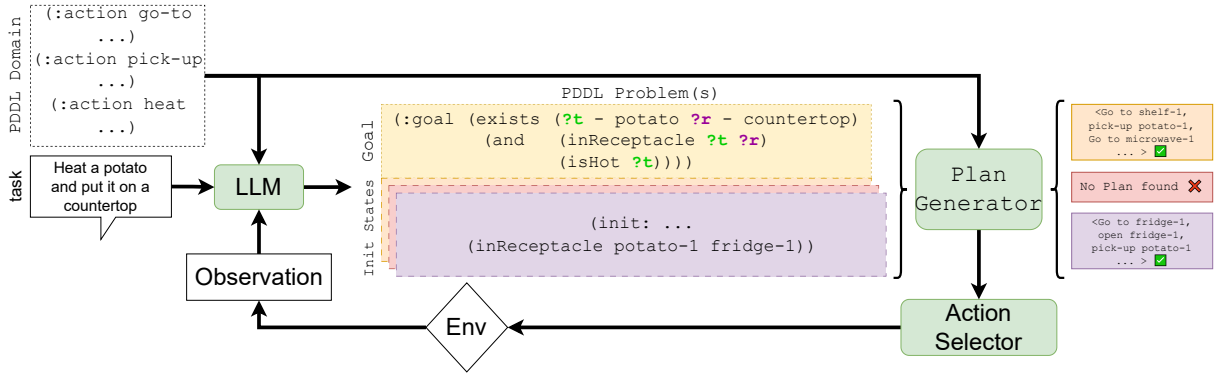 PDDL Domain
(:action go-to
...)
(:action pick-up
...)
(:action heat
...)
task
Heat a potato
and put it on a
countertop
LLM
Observation
PDDL Problem(s)
Goal
(:goal (exists (?t - potato ?r - countertop)
(and (inReceptacle ?t ?r)
(isHot ?t))))
Init States
(init: ...
(inReceptacle potato-1 fridge-1))
Env
Plan
Generator
Action
Selector
<Go to shelf-1,
pick-up potato-1,
Go to microwave-1
... > ✅
No Plan found ❌
<Go to fridge-1,
open fridge-1,
pick-up potato-1
... > ✅